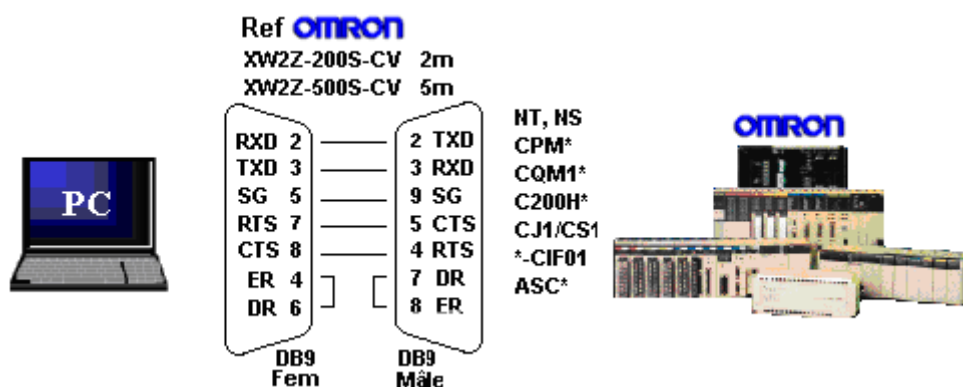 Ref OMRON
XW2Z-200S-CV 2m
XW2Z-500S-CV 5m
RXD 2 2 TXD
TXD 3 3 RXD
SG 5 9 SG
RTS 7 5 CTS
CTS 8 4 RTS
ER 4 7 DR
DR 6 8 ER
DB9 DB9
Fem Mâle
PC
NT, NS
CPM*
CQM1*
C200H*
CJ1/CS1
*-CIF01
ASC*
OMRON